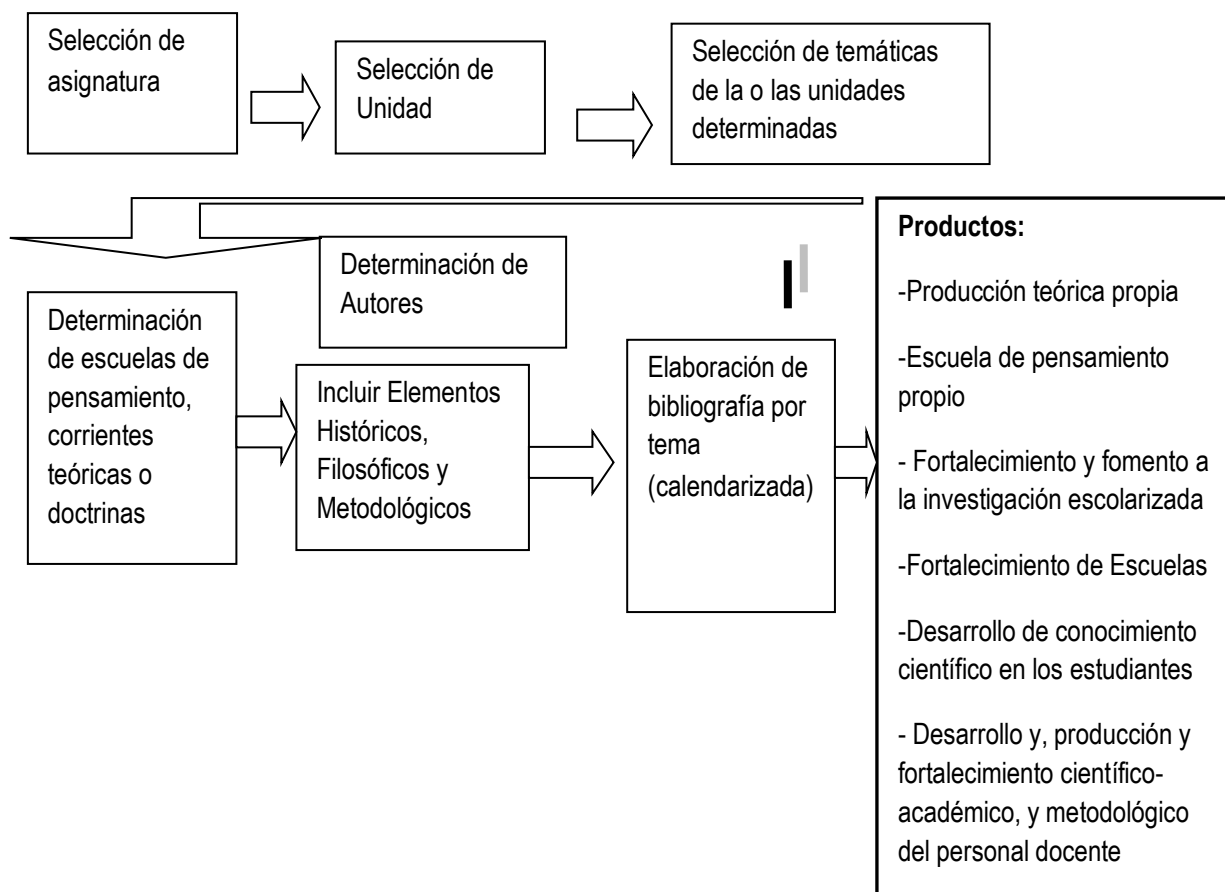 Selección de
asignatura
Selección de
Unidad
Selección de temáticas
de la o las unidades
determinadas
Determinación de
Autores
Determinación
de escuelas de
pensamiento,
corrientes
teóricas o
doctrinas
Incluir Elementos
Históricos,
Filosóficos y
Metodológicos
Elaboración de
bibliografía por
tema
(calendarizada)
Productos:
-Producción teórica propia
-Escuela de pensamiento
propio
- Fortalecimiento y fomento a
la investigación escolarizada
-Fortalecimiento de Escuelas
-Desarrollo de conocimiento
científico en los estudiantes
- Desarrollo y, producción y
fortalecimiento científico-
académico, y metodológico
del personal docente